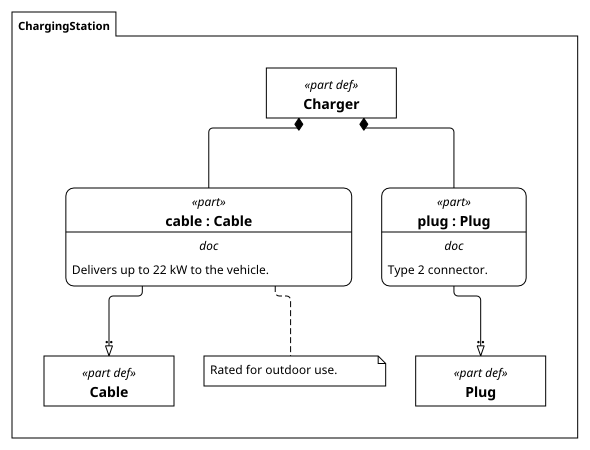 ChargingStation
«part def»
Charger
«part»
cable : Cable
doc
Delivers up to 22 kW to the vehicle.
«part»
plug : Plug
doc
Type 2 connector.
«part def»
Cable
Rated for outdoor use.
«part def»
Plug